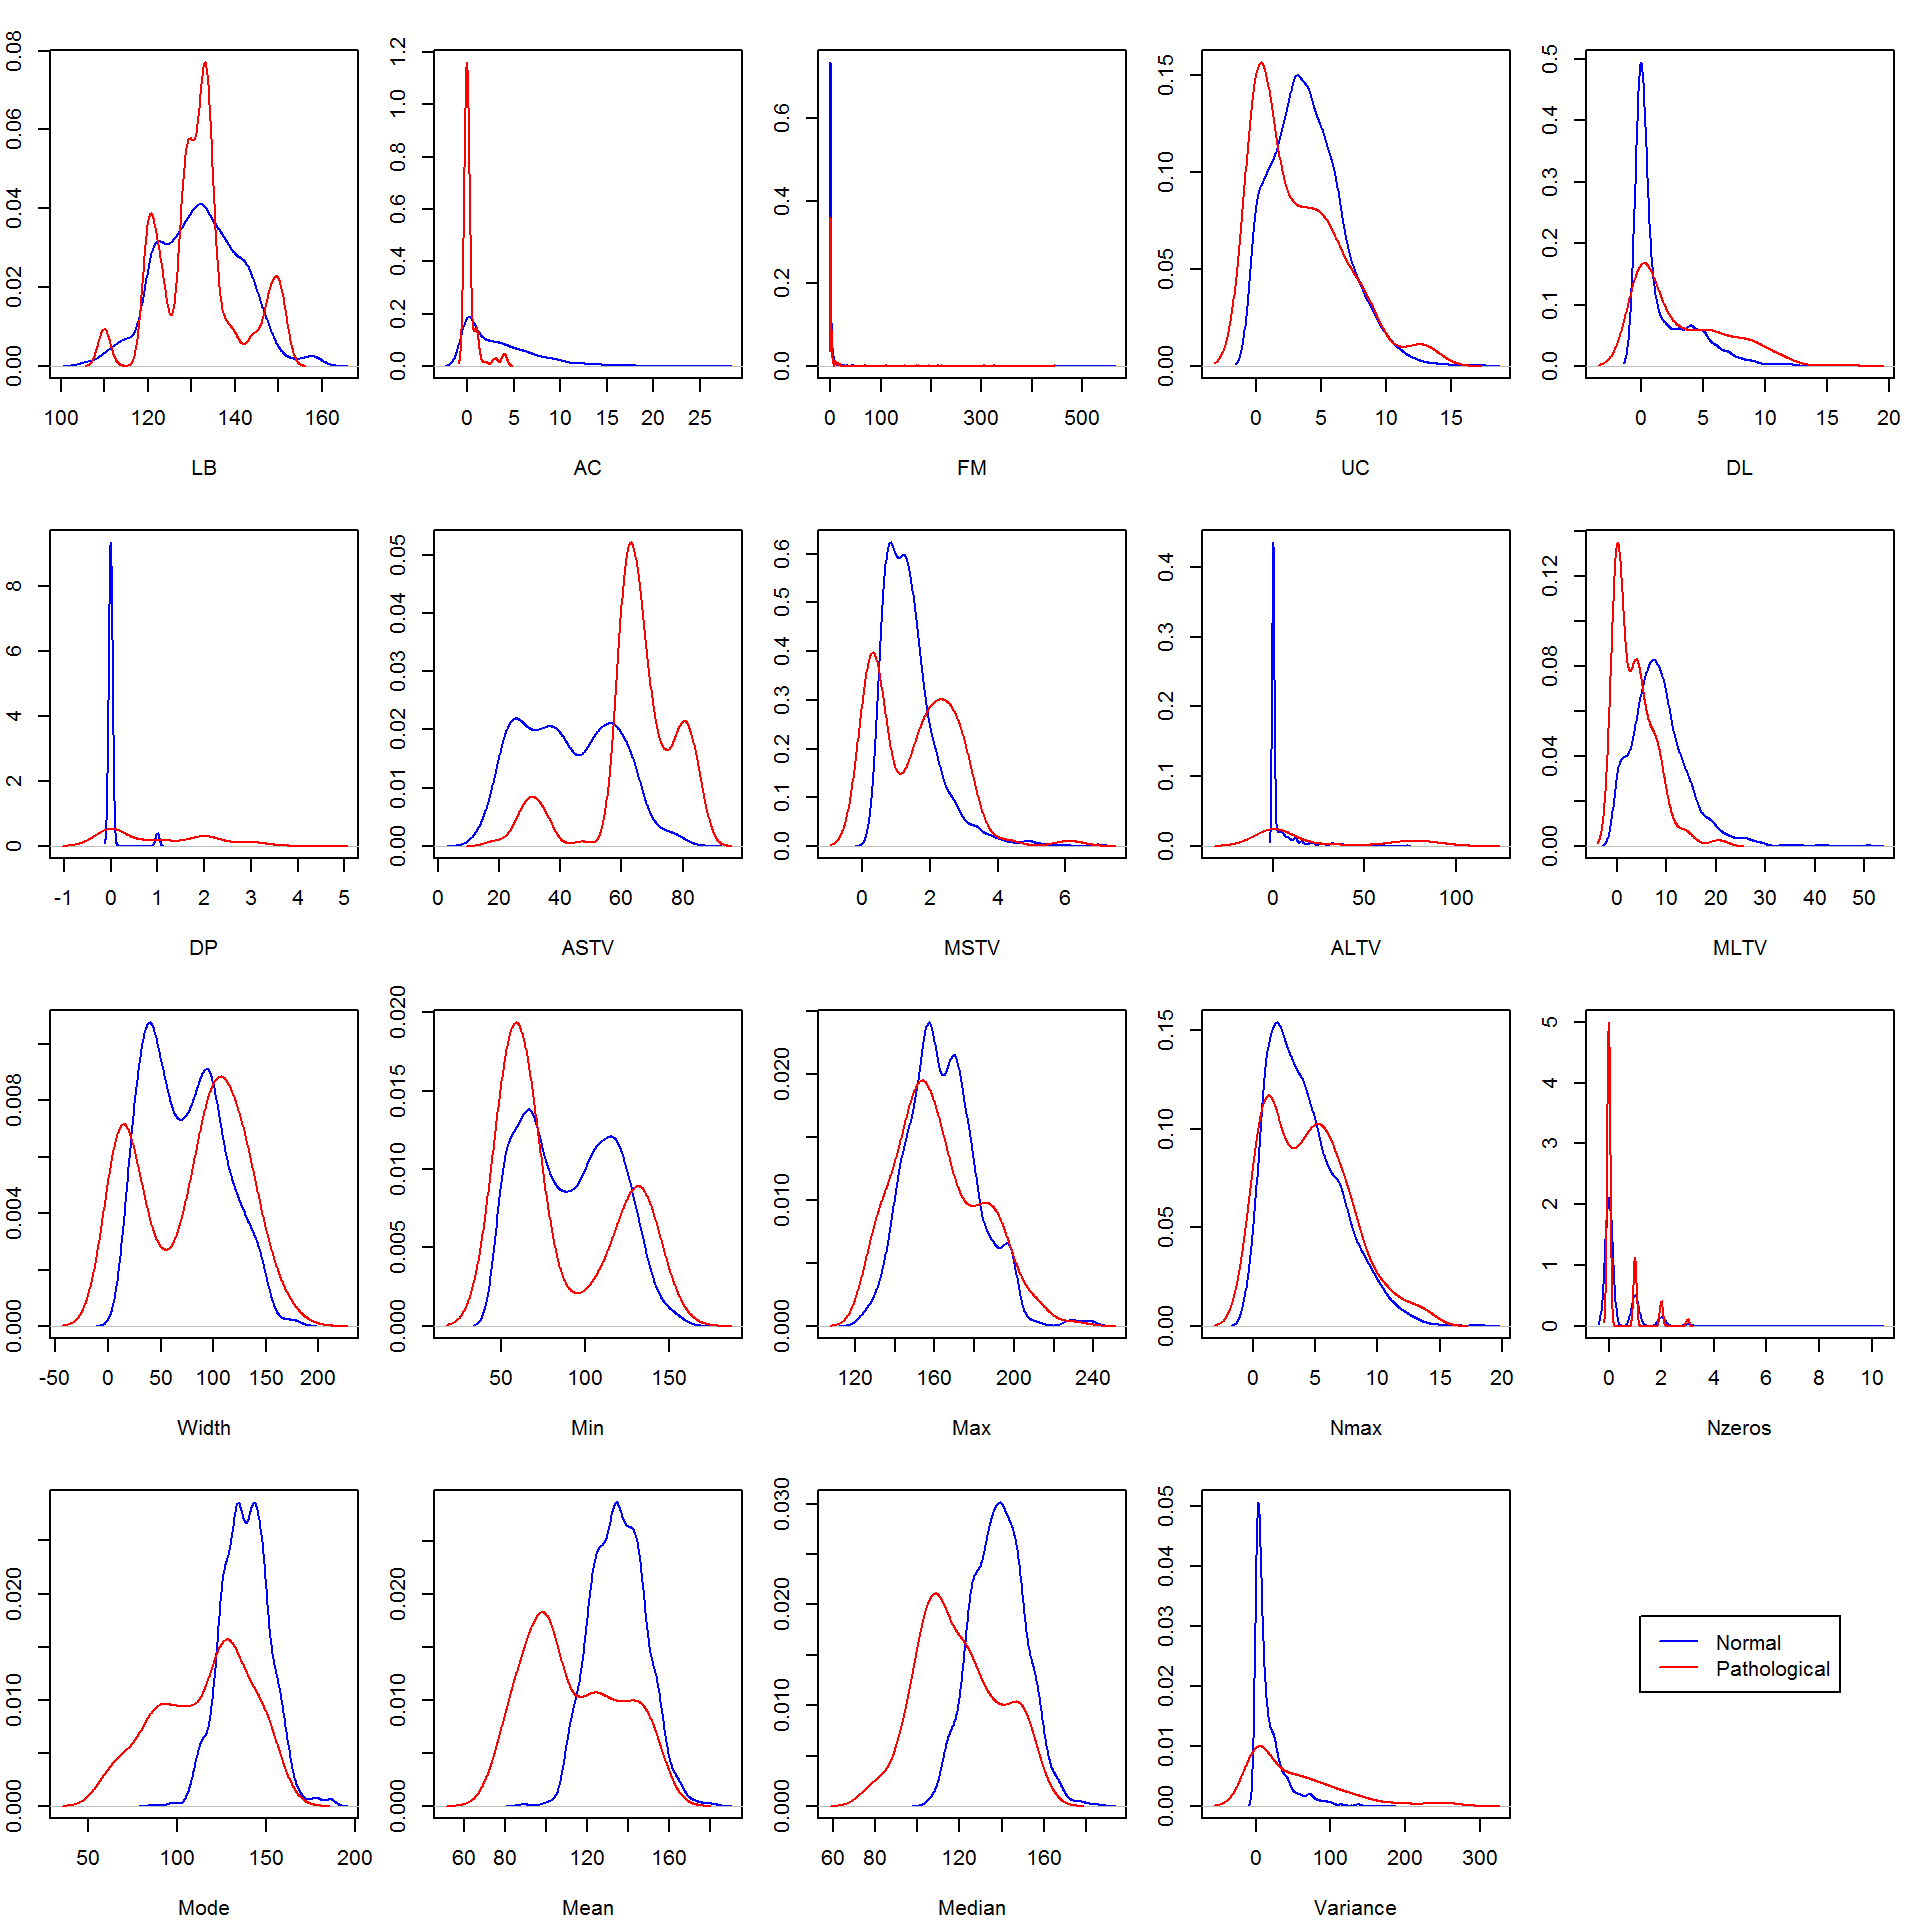 0.00 0.02 0.04 0.06 0.08
100 120 140 160
LB
0.0 0.2 0.4 0.6 0.8 1.0 1.2
0 5 10 15 20 25
AC
0.0 0.2 0.4 0.6
0 100 300 500
FM
0.00 0.05 0.10 0.15
0 5 10 15
UC
0.0 0.1 0.2 0.3 0.4 0.5
0 5 10 15 20
DL
0 2 4 6 8
-1 0 1 2 3 4 5
DP
0.00 0.01 0.02 0.03 0.04 0.05
0 20 40 60 80
ASTV
0.0 0.1 0.2 0.3 0.4 0.5 0.6
0 2 4 6
MSTV
0.0 0.1 0.2 0.3 0.4
0 50 100
ALTV
0.00 0.04 0.08 0.12
0 10 20 30 40 50
MLTV
0.000 0.004 0.008
-50 0 50 100 150 200
Width
0.000 0.005 0.010 0.015 0.020
50 100 150
Min
0.000 0.010 0.020
120 160 200 240
Max
0.00 0.05 0.10 0.15
0 5 10 15 20
Nmax
0 1 2 3 4 5
0 2 4 6 8 10
Nzeros
0.000 0.010 0.020
50 100 150 200
Mode
0.000 0.010 0.020
60 80 120 160
Mean
0.000 0.010 0.020 0.030
60 80 120 160
Median
0.00 0.01 0.02 0.03 0.04 0.05
0 100 200 300
Variance
Normal
Pathological